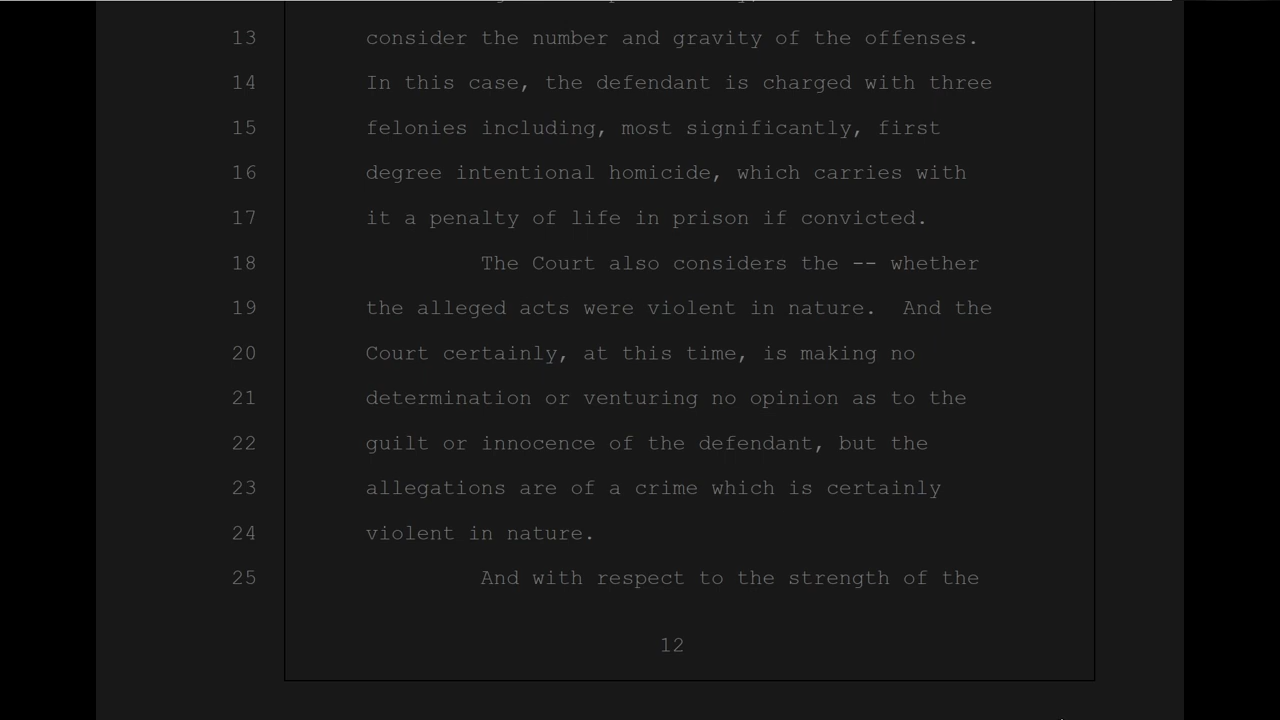 13 consider the number and gravity of the offenses.
14 In this case, the defendant is charged with three
15 felonies including, most significantly, first
16 degree intentional homicide, which carries with
17 it a penalty of life in prison if convicted.
18 The Court also considers the -- whether
19 the alleged acts were violent in nature.  And the
20 Court certainly, at this time, is making no
21 determination or venturing no opinion as to the
22 guilt or innocence of the defendant, but the
23 allegations are of a crime which is certainly
24 violent in nature.
25 And with respect to the strength of the
12